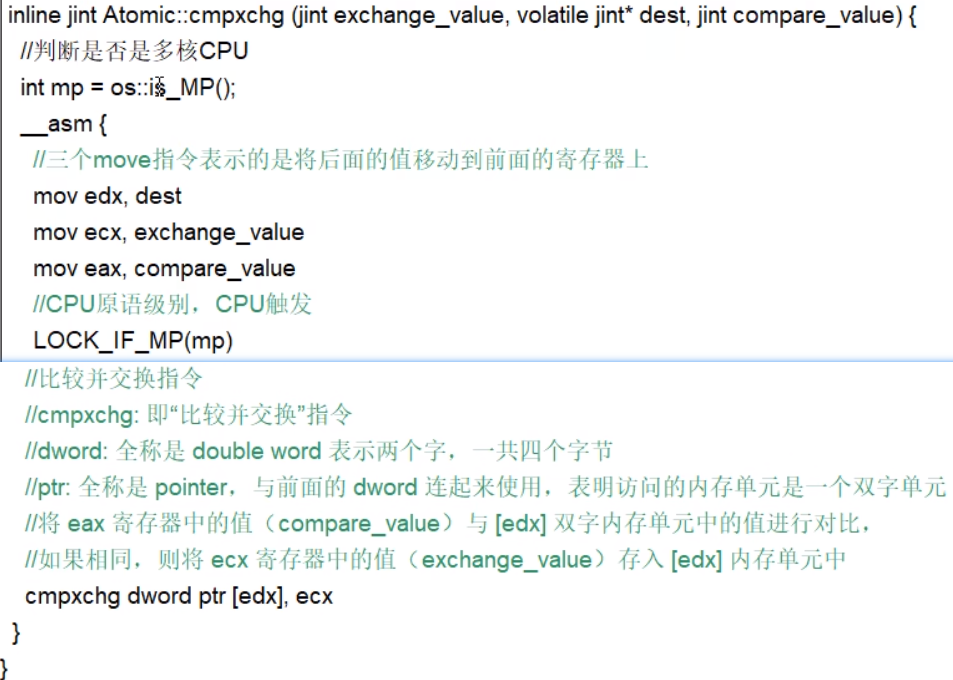 inline jint Atomic::cmpxchg (jint exchange_value, volatile jint* dest, jint compare_value) {
//判断是否是多核CPU
int mp = os::is_MP();
__asm {
//三个move指令表示的是将后面的值移动到前面的寄存器上
mov edx, dest
mov ecx, exchange_value
mov eax, compare_value
//CPU原语级别，CPU触发
LOCK_IF_MP(mp)
//比较并交换指令
//cmpxchg: 即“比较并交换”指令
//dword: 全称是 double word 表示两个字，一共四个字节
//ptr: 全称是 pointer，与前面的 dword 连起来使用，表明访问的内存单元是一个双字单元
//将 eax 寄存器中的值（compare_value）与 [edx] 双字内存单元中的值进行对比，
//如果相同，则将 ecx 寄存器中的值（exchange_value）存入 [edx] 内存单元中
cmpxchg dword ptr [edx], ecx
}
}